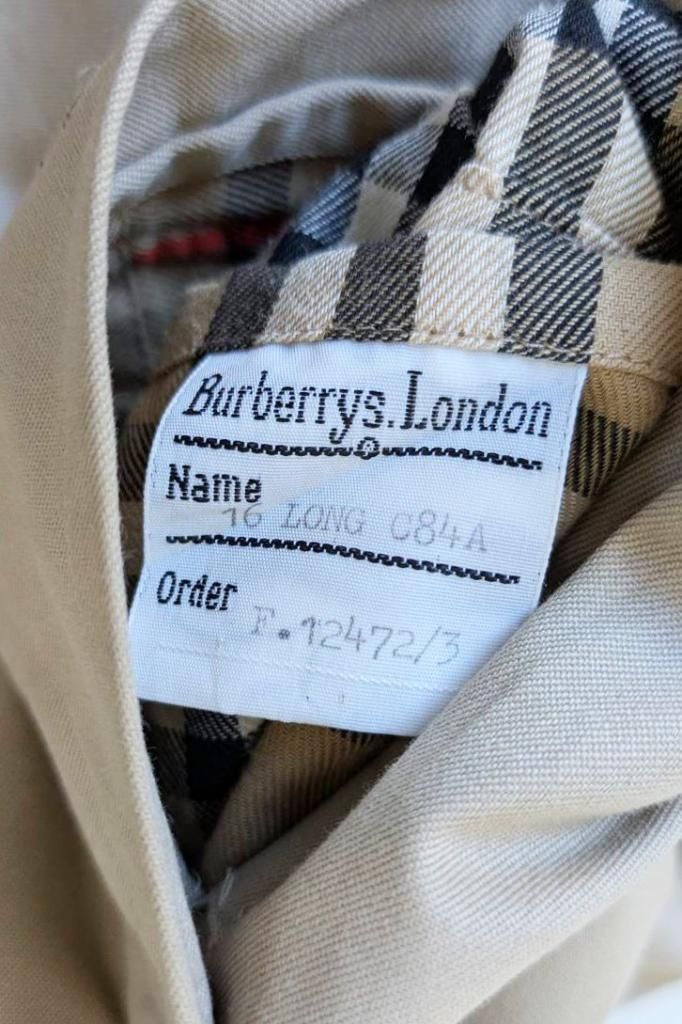 Burberrys.London
Name
16 LONG C84A
Order
F.12472/3